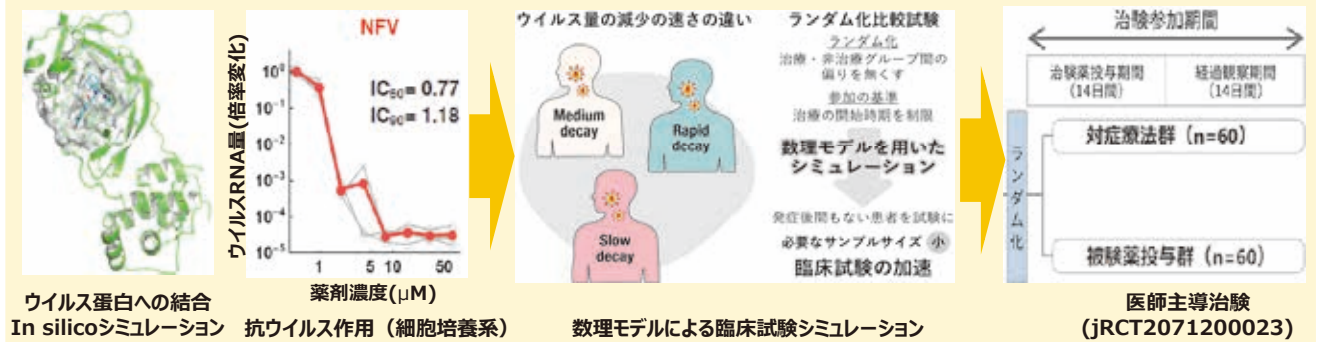 NFV
ウイルスRNA量(倍率変化)
10⁰
10⁻¹
10⁻²
10⁻³
10⁻⁴
10⁻⁵
IC₅₀= 0.77
IC₉₀= 1.18
1
5
10
50
薬剤濃度(μM)
ウイルス量の減少の速さの違い
Medium
decay
Rapid
decay
Slow
decay
ランダム化比較試験
ランダム化
治療・非治療グループ間の
偏りを無くす
参加の基準
治療の開始時期を制限
数理モデルを用いた
シミュレーション
発症後間もない患者を試験に
必要なサンプルサイズ 小
臨床試験の加速
治験参加期間
治験薬投与期間
(14日間)
経過観察期間
(14日間)
ランダム化
対症療法群(n=60)
被験薬投与群(n=60)
ウイルス蛋白への結合
In silicoシミュレーション
抗ウイルス作用(細胞培養系)
数理モデルによる臨床試験シミュレーション
医師主導治験
(jRCT2071200023)